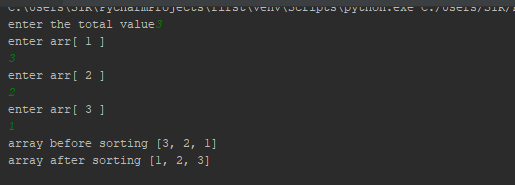 enter the total value3
enter arr[ 1 ]
3
enter arr[ 2 ]
2
enter arr[ 3 ]
1
array before sorting [3, 2, 1]
array after sorting [1, 2, 3]